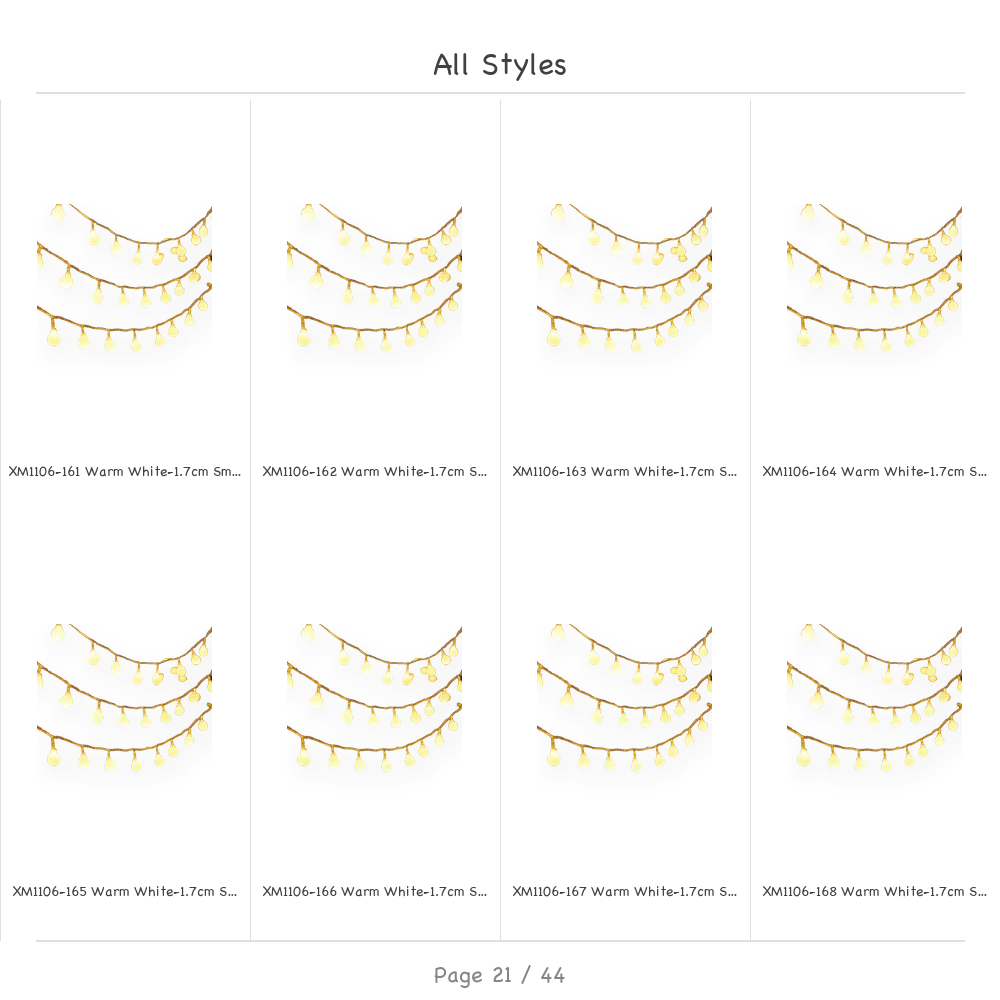 All Styles
XM1106-161 Warm White-1.7cm Sm...
XM1106-162 Warm White-1.7cm S...
XM1106-163 Warm White-1.7cm S...
XM1106-164 Warm White-1.7cm S...
XM1106-165 Warm White-1.7cm S...
XM1106-166 Warm White-1.7cm S...
XM1106-167 Warm White-1.7cm S...
XM1106-168 Warm White-1.7cm S...
Page 21 / 44